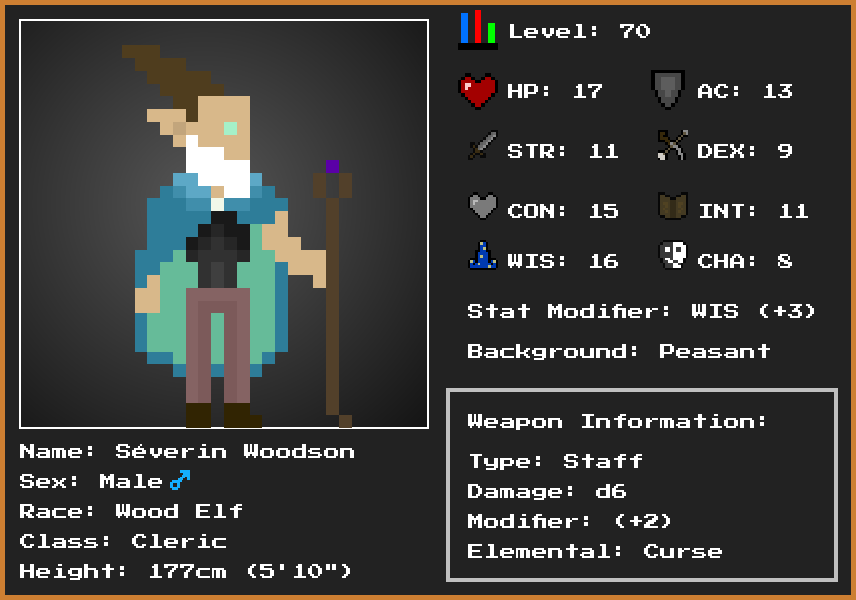 Level: 70
HP: 17
AC: 13
STR: 11
DEX: 9
CON: 15
INT: 11
WIS: 16
CHA: 8
Stat Modifier: WIS (+3)
Background: Peasant
Weapon Information:
Type: Staff
Damage: d6
Modifier: (+2)
Elemental: Curse
Name: Séverin Woodson
Sex: Male♂
Race: Wood Elf
Class: Cleric
Height: 177cm (5'10")